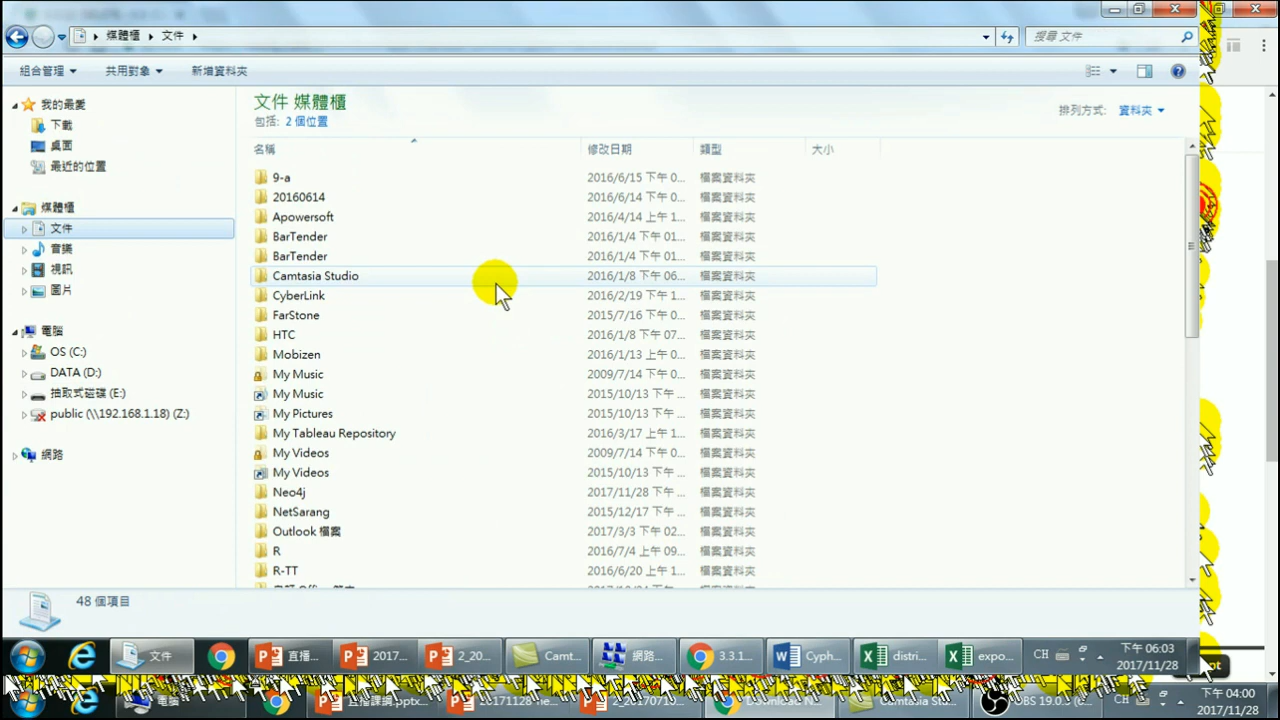 媒體櫃 文件
搜尋 文件
組合管理 共用對象 新增資料夾
我的最愛
下載
桌面
最近的位置
媒體櫃
文件
音樂
視訊
圖片
電腦
OS (C:)
DATA (D:)
抽取式磁碟 (E:)
public (\\192.168.1.18) (Z:)
網路
文件 媒體櫃
包括: 2 個位置
排列方式: 資料夾
名稱 修改日期 類型 大小
9-a 2016/6/15 下午 0... 檔案資料夾
20160614 2016/6/14 下午 0... 檔案資料夾
Apowersoft 2016/4/14 上午 1... 檔案資料夾
BarTender 2016/1/4 下午 01... 檔案資料夾
BarTender 2016/1/4 下午 01... 檔案資料夾
Camtasia Studio 2016/1/8 下午 06... 檔案資料夾
CyberLink 2016/2/19 下午 1... 檔案資料夾
FarStone 2015/7/16 下午 0... 檔案資料夾
HTC 2016/1/8 下午 07... 檔案資料夾
Mobizen 2016/1/13 上午 0... 檔案資料夾
My Music 2009/7/14 下午 0... 檔案資料夾
My Music 2015/10/13 下午 ... 檔案資料夾
My Pictures 2015/10/13 下午 ... 檔案資料夾
My Tableau Repository 2016/3/17 上午 1... 檔案資料夾
My Videos 2009/7/14 下午 0... 檔案資料夾
My Videos 2015/10/13 下午 ... 檔案資料夾
Neo4j 2017/11/28 下午 ... 檔案資料夾
NetSarang 2015/12/17 下午 ... 檔案資料夾
Outlook 檔案 2017/3/3 下午 02... 檔案資料夾
R 2016/7/4 上午 09... 檔案資料夾
R-TT 2016/6/20 上午 1... 檔案資料夾
48 個項目
文件 直播... 2017... 2_20... Camt... 網路... 3.3.1... Cyph... distri... expo... CH 下午 06:03
2017/11/28
電腦 直播課綱.pptx... CH 下午 04:00
2017/11/28